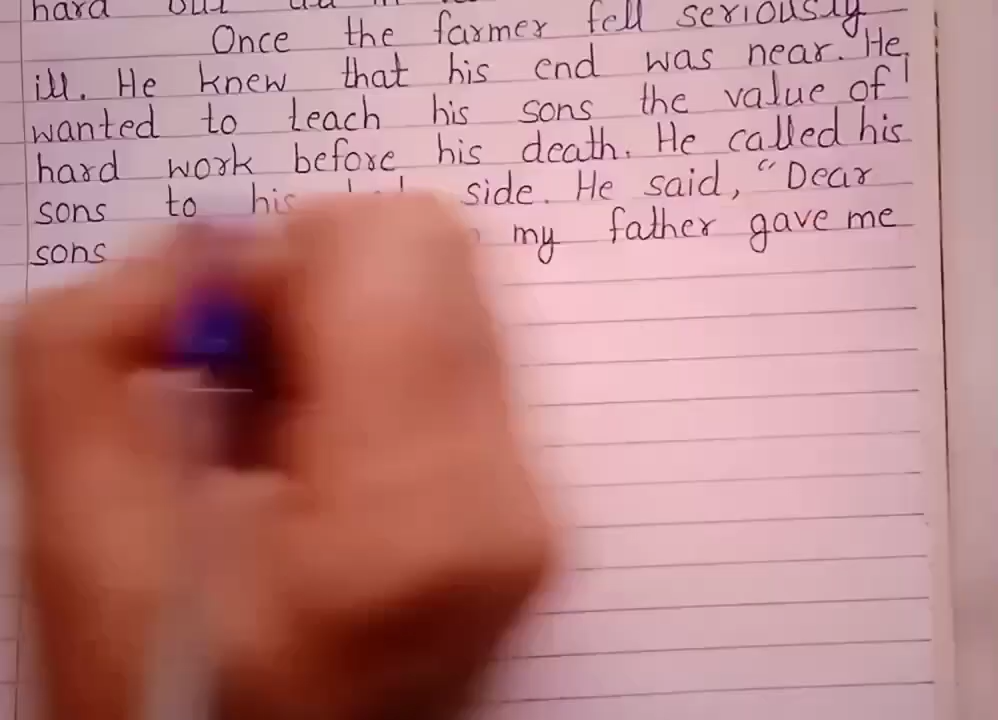 hard
Once the farmer fell seriously
ill. He knew that his end was near. He
wanted to teach his sons the value of
hard work before his death. He called his
sons to his side. He said, "Dear
sons my father gave me